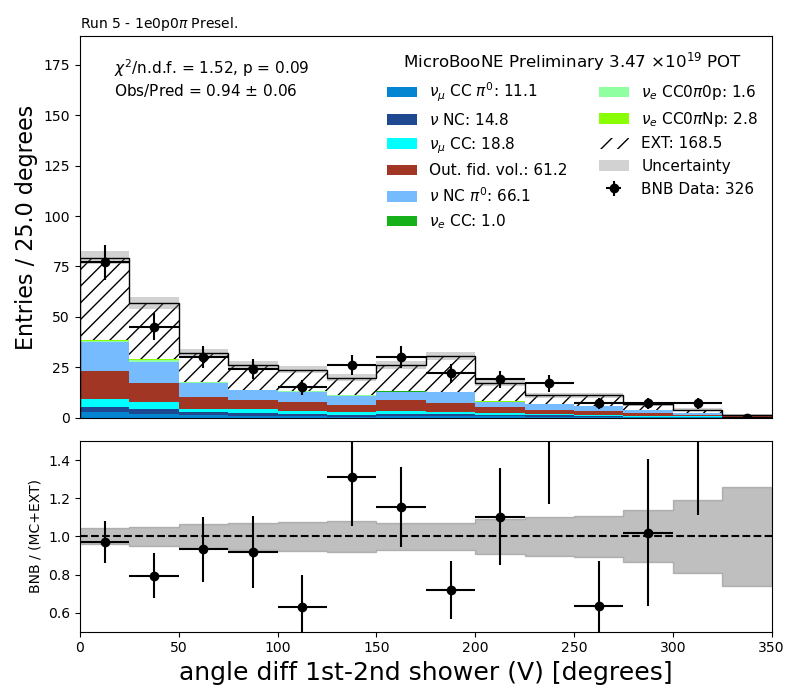 Run 5 - 1e0p0π Presel.
χ²/n.d.f. = 1.52, p = 0.09
Obs/Pred = 0.94 ± 0.06
MicroBooNE Preliminary 3.47 ×10¹⁹ POT
ν_μ CC π⁰: 11.1
ν NC: 14.8
ν_μ CC: 18.8
Out. fid. vol.: 61.2
ν NC π⁰: 66.1
ν_e CC: 1.0
ν_e CC0π0p: 1.6
ν_e CC0πNp: 2.8
EXT: 168.5
Uncertainty
BNB Data: 326
Entries / 25.0 degrees
175
150
125
100
75
50
25
0
BNB / (MC+EXT)
1.4
1.2
1.0
0.8
0.6
0 50 100 150 200 250 300 350
angle diff 1st-2nd shower (V) [degrees]